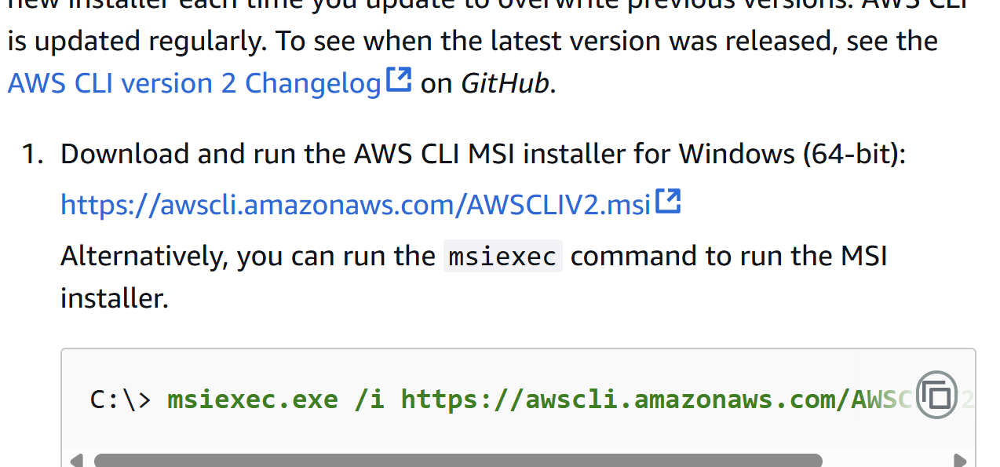 new installer each time you update to overwrite previous versions. AWS CLI
is updated regularly. To see when the latest version was released, see the
AWS CLI version 2 Changelog on GitHub.
1. Download and run the AWS CLI MSI installer for Windows (64-bit):
https://awscli.amazonaws.com/AWSCLIV2.msi
Alternatively, you can run the msiexec command to run the MSI
installer.
C:\> msiexec.exe /i https://awscli.amazonaws.com/AWSC